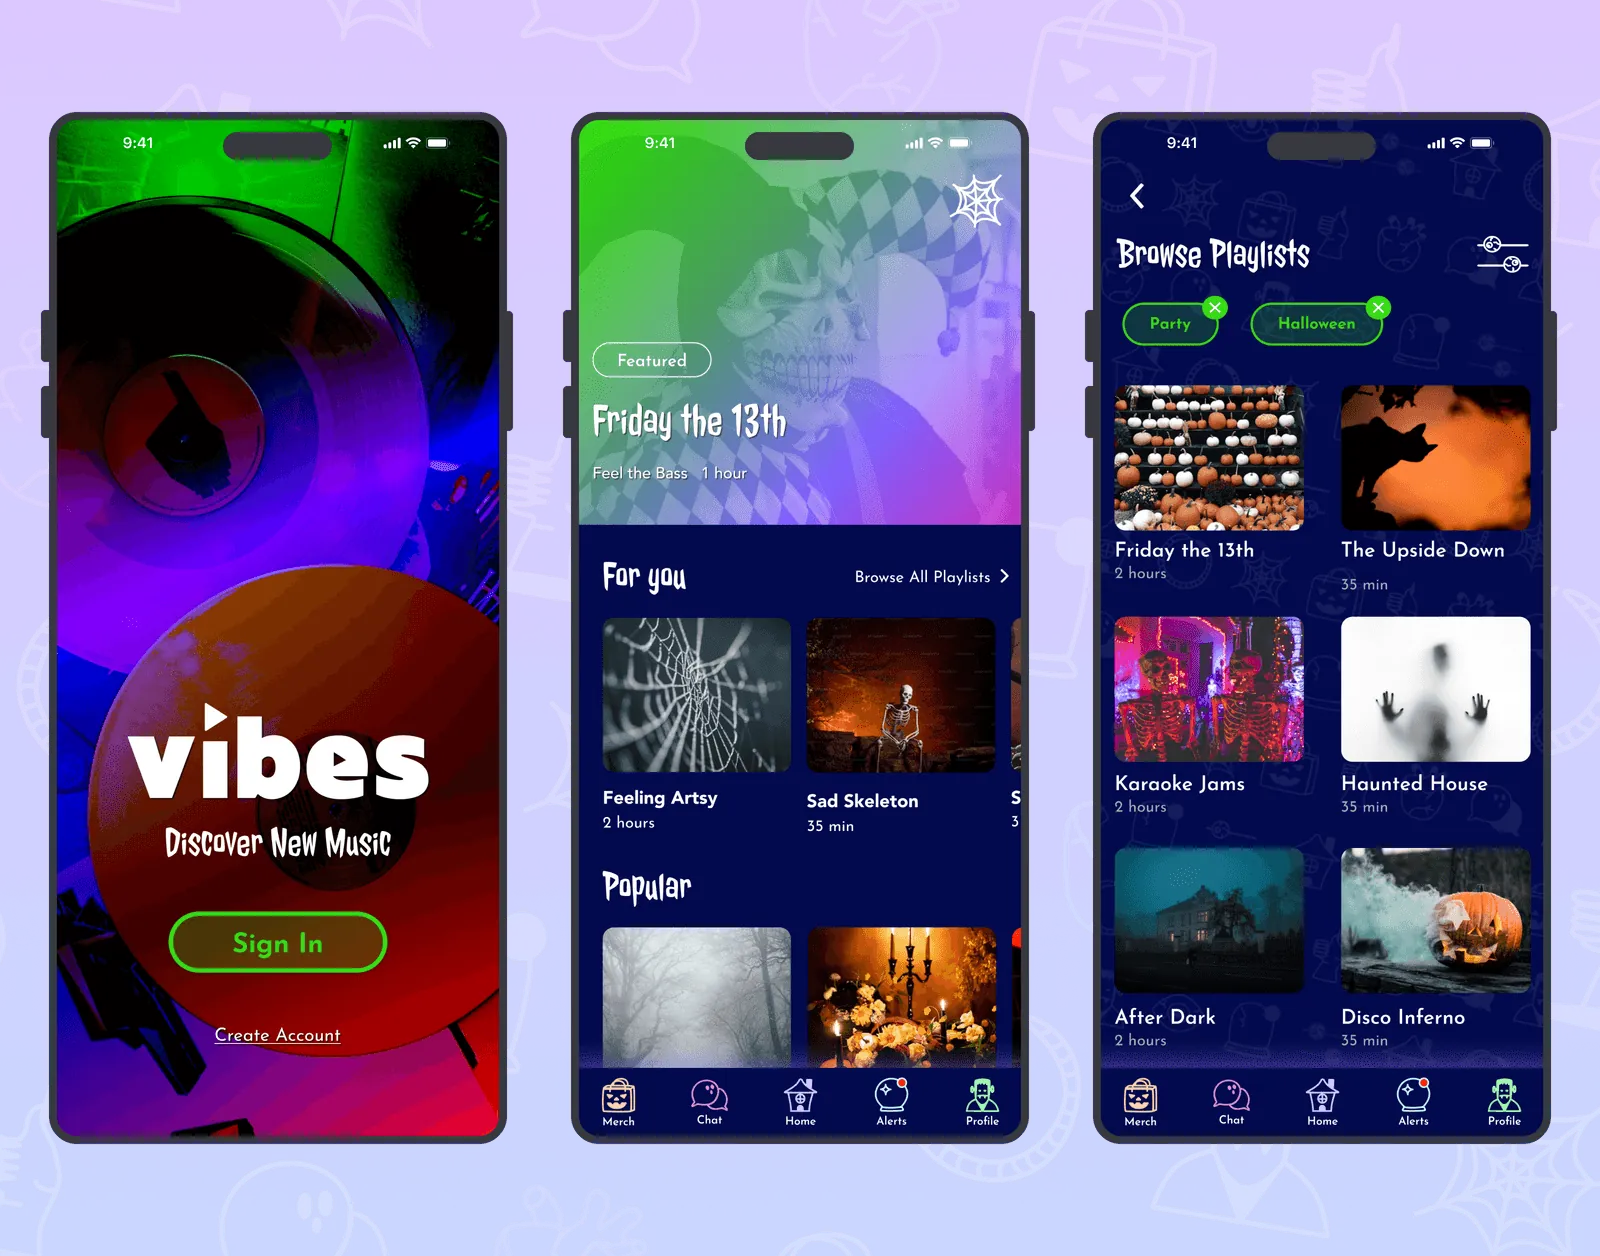 9:41
vibes
Discover New Music
Sign In
Create Account
9:41
Featured
Friday the 13th
Feel the Bass 1 hour
For you
Browse All Playlists
Feeling Artsy
2 hours
Sad Skeleton
35 min
S
3
Popular
Merch
Chat
Home
Alerts
Profile
9:41
Browse Playlists
Party
Halloween
Friday the 13th
2 hours
The Upside Down
35 min
Karaoke Jams
2 hours
Haunted House
35 min
After Dark
2 hours
Disco Inferno
35 min
Merch
Chat
Home
Alerts
Profile